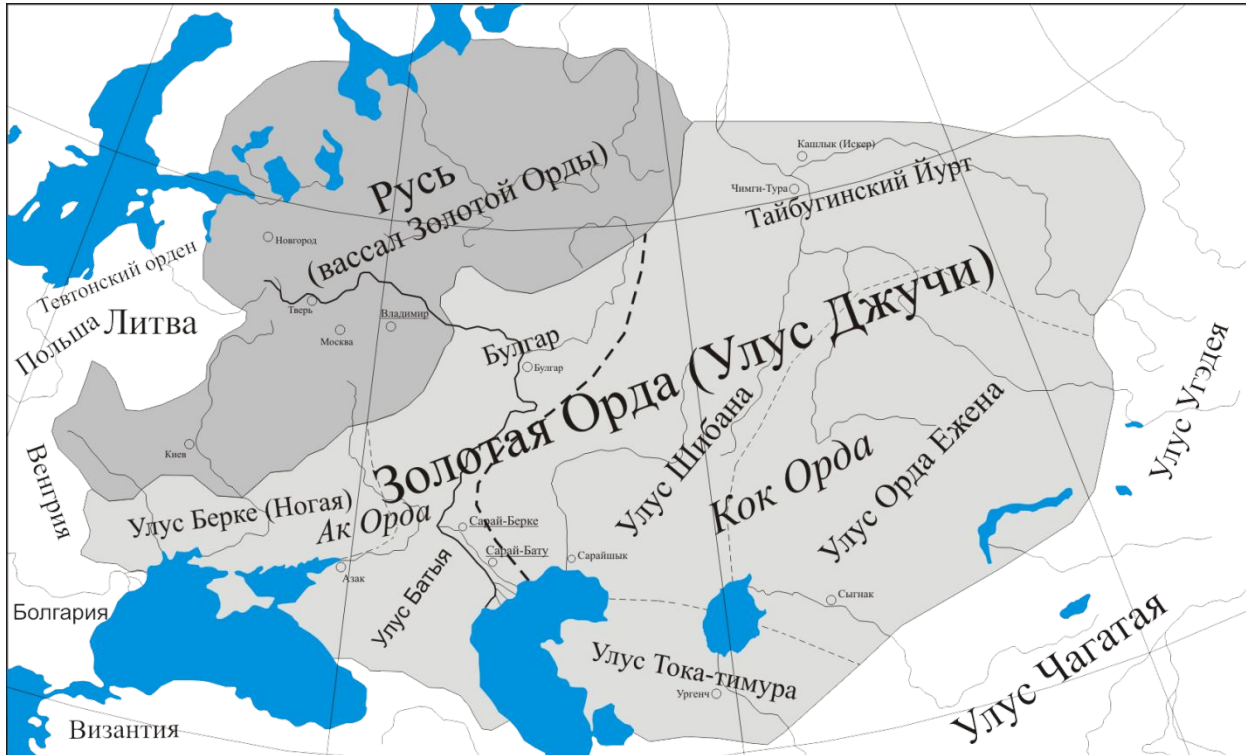 Кашлык (Искер)
Чимги-Тура
Тайбугинский Йурт
Русь
(вассал Золотой Орды)
Новгород
Тевтонский орден
Польша
Литва
Тверь
Владимир
Москва
Булгар
Булгар
Золотая Орда (Улус Джучи)
Улус Угэдея
Венгрия
Киев
Улус Шибана
Кок Орда
Улус Орда Ежена
Улус Берке (Ногая)
Ак Орда
Сарай-Берке
Сарай-Бату
Сарайшык
Азак
Улус Батыя
Сыгнак
Болгария
Улус Тока-тимура
Ургенч
Улус Чагатая
Византия